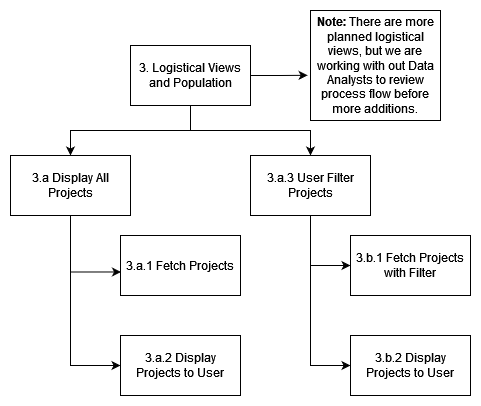 Note: There are more
planned logistical
views, but we are
working with out Data
Analysts to review
process flow before
more additions.
3. Logistical Views
and Population
3.a Display All
Projects
3.a.3 User Filter
Projects
3.a.1 Fetch Projects
3.b.1 Fetch Projects
with Filter
3.a.2 Display
Projects to User
3.b.2 Display
Projects to User